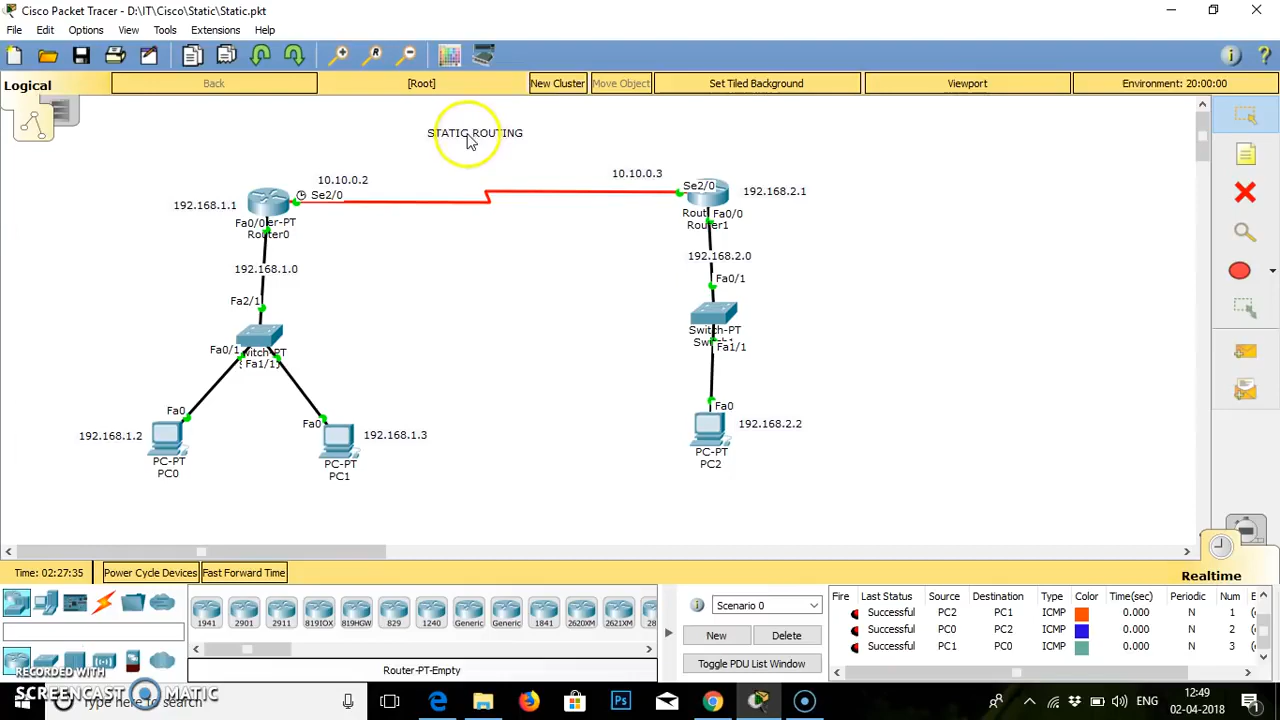 Cisco Packet Tracer - D:\IT\Cisco\Static\Static.pkt
File Edit Options View Tools Extensions Help
Logical Back [Root] New Cluster Move Object Set Tiled Background Viewport Environment: 20:00:00
STATIC ROUTING
10.10.0.2 10.10.0.3
Se2/0 Se2/0
192.168.1.1 192.168.2.1
Fa0/0 er-PT Rout Fa0/0
Router0 Router1
192.168.1.0 192.168.2.0
Fa0/1
Fa2/1
Switch-PT
Fa0/1 witch-PT Fa1/1
Fa1/1
Fa0 Fa0 Fa0
192.168.1.2 192.168.1.3 192.168.2.2
PC-PT PC-PT PC-PT
PC0 PC1 PC2
Time: 02:27:35 Power Cycle Devices Fast Forward Time Realtime
1941 2901 2911 819IOX 819HGW 829 1240 Generic Generic 1841 2620XM 2621XM
Router-PT-Empty
Scenario 0
New Delete
Toggle PDU List Window
Fire Last Status Source Destination Type Color Time(sec) Periodic Num
Successful PC2 PC1 ICMP 0.000 N 1
Successful PC0 PC2 ICMP 0.000 N 2
Successful PC1 PC0 ICMP 0.000 N 3
RECORDED WITH
SCREENCAST MATIC
Type here to search
12:49
02-04-2018